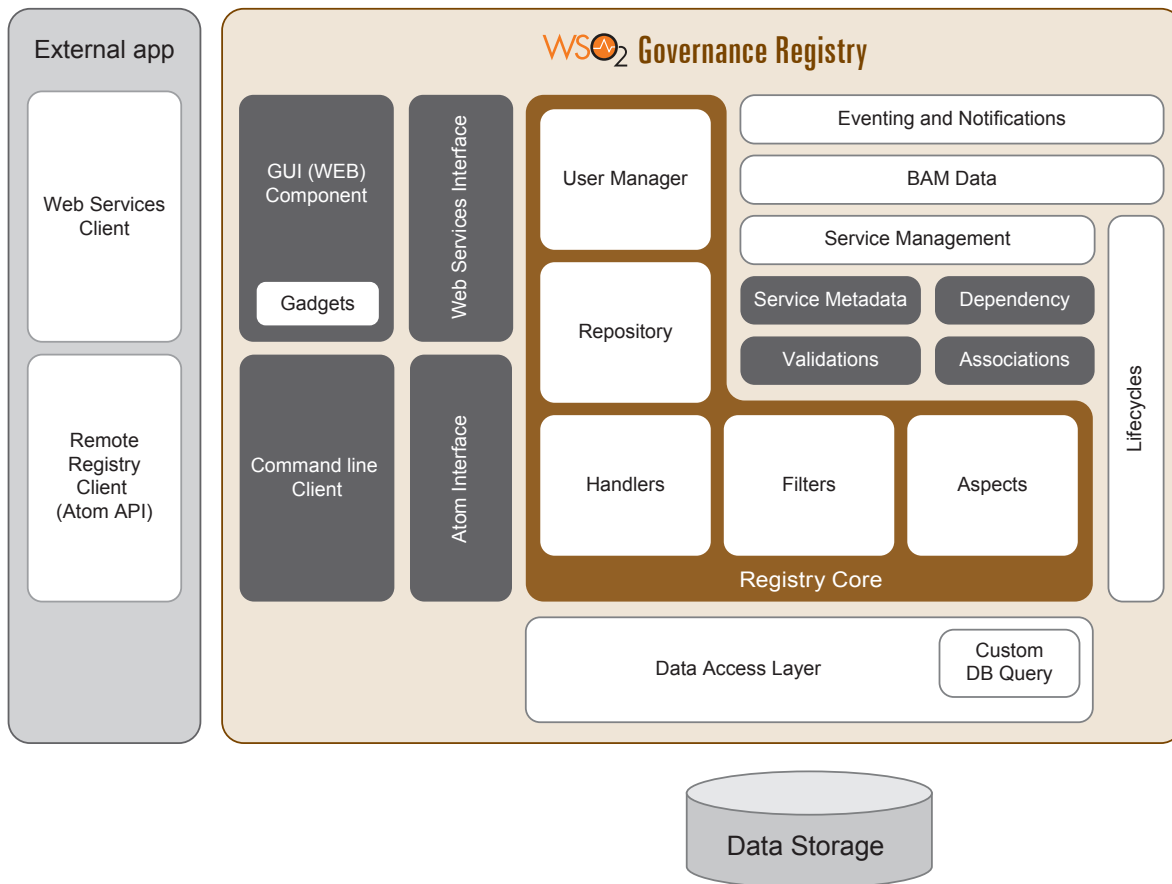 External app
Web Services
Client
Remote
Registry
Client
(Atom API)
WSO2 Governance Registry
GUI (WEB)
Component
Gadgets
Web Services Interface
Command line
Client
Atom Interface
User Manager
Repository
Handlers
Filters
Aspects
Registry Core
Eventing and Notifications
BAM Data
Service Management
Service Metadata
Dependency
Validations
Associations
Lifecycles
Data Access Layer
Custom
DB Query
Data Storage